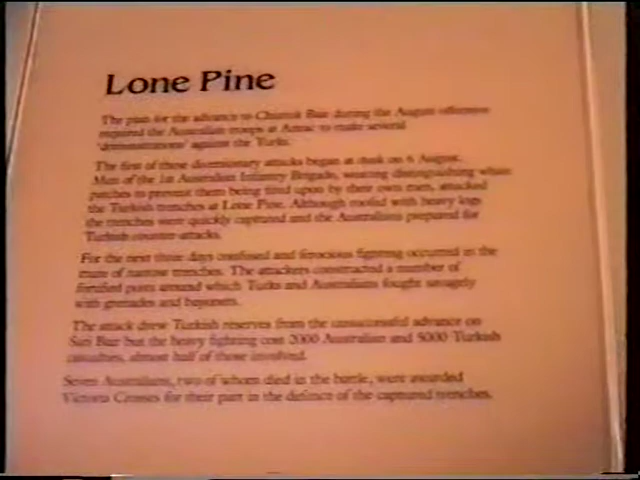 Lone Pine
The plan for the advance to Chunuk Bair during the August offensive
required the Australian troops at Anzac to make several
'demonstrations' against the Turks.
The first of these diversionary attacks began at dusk on 6 August.
Men of the 1st Australian Infantry Brigade, wearing distinguishing white
patches to prevent them being fired upon by their own men, attacked
the Turkish trenches at Lone Pine. Although roofed with heavy logs
the trenches were quickly captured and the Australians prepared for
Turkish counter-attacks.
For the next three days confused and ferocious fighting occurred in the
maze of narrow trenches. The attackers constructed a number of
fortified posts around which Turks and Australians fought savagely
with grenades and bayonets.
The attack drew Turkish reserves from the unsuccessful advance on
Sari Bair but the heavy fighting cost 2000 Australian and 5000 Turkish
casualties, almost half of those involved.
Seven Australians, two of whom died in the battle, were awarded
Victoria Crosses for their part in the defence of the captured trenches.